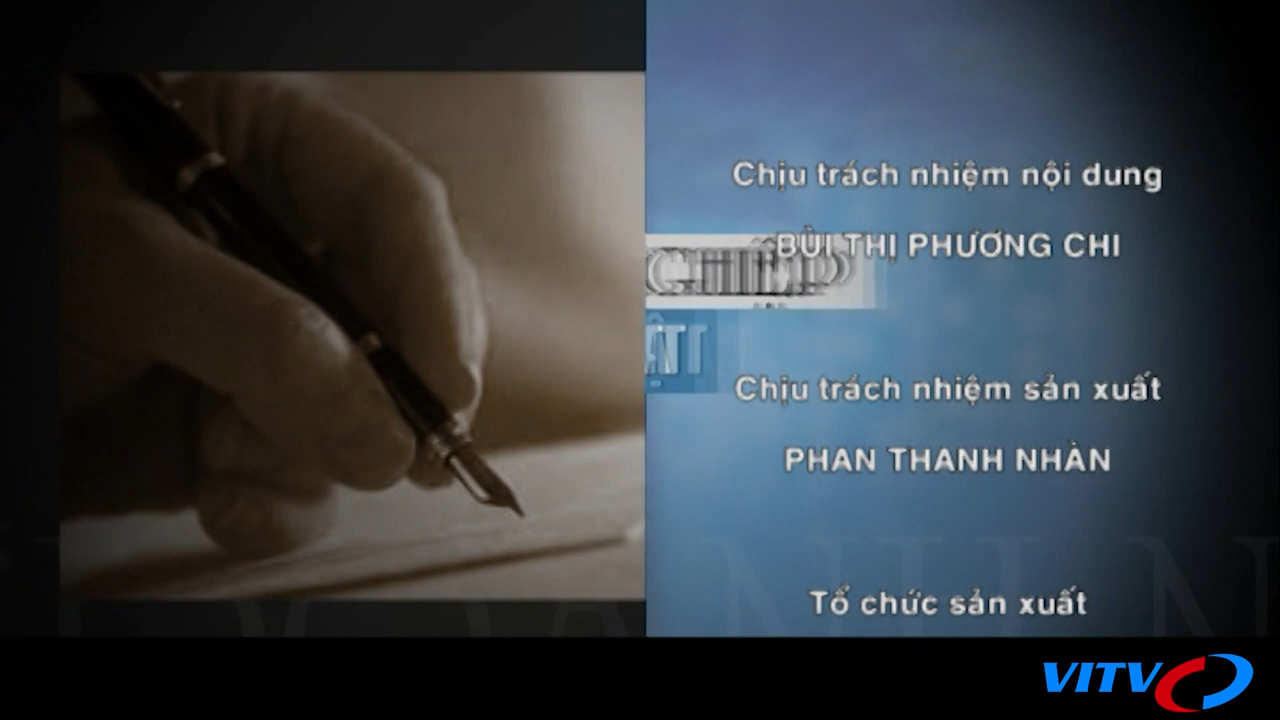 Chịu trách nhiệm nội dung
BÙI THỊ PHƯƠNG CHI
Chịu trách nhiệm sản xuất
PHAN THANH NHÀN
Tổ chức sản xuất
VITV